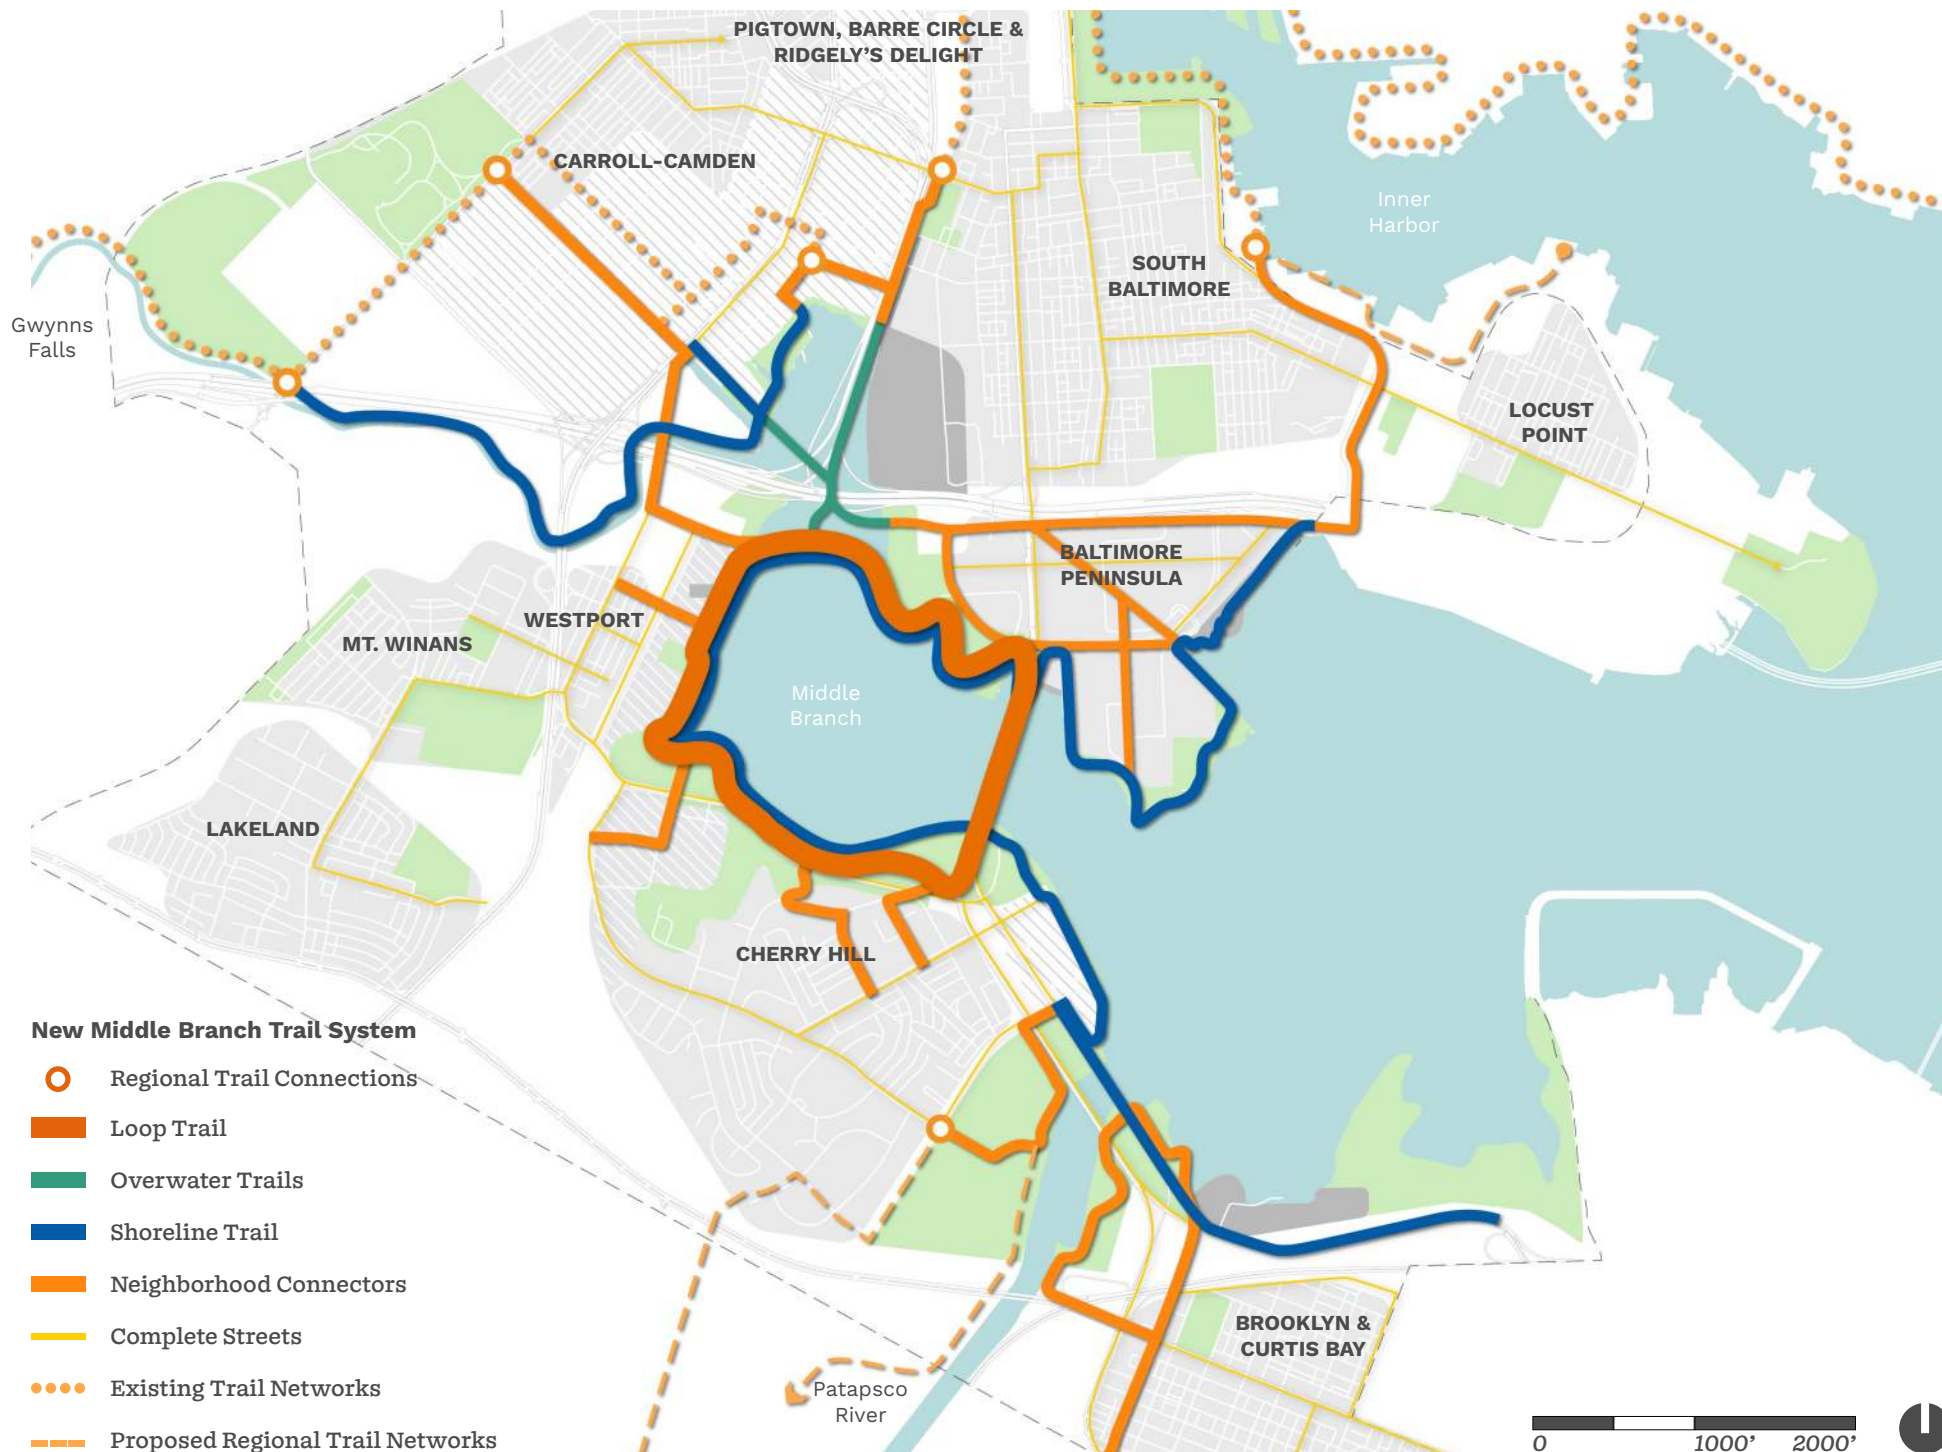 PIGTOWN, BARRE CIRCLE &
RIDGELY'S DELIGHT
CARROLL-CAMDEN
Inner
Harbor
SOUTH
BALTIMORE
Gwynns
Falls
LOCUST
POINT
BALTIMORE
PENINSULA
WESTPORT
MT. WINANS
Middle
Branch
LAKELAND
CHERRY HILL
New Middle Branch Trail System
Regional Trail Connections
Loop Trail
Overwater Trails
Shoreline Trail
Neighborhood Connectors
Complete Streets
Existing Trail Networks
Proposed Regional Trail Networks
BROOKLYN &
CURTIS BAY
Patapsco
River
0 1000' 2000'